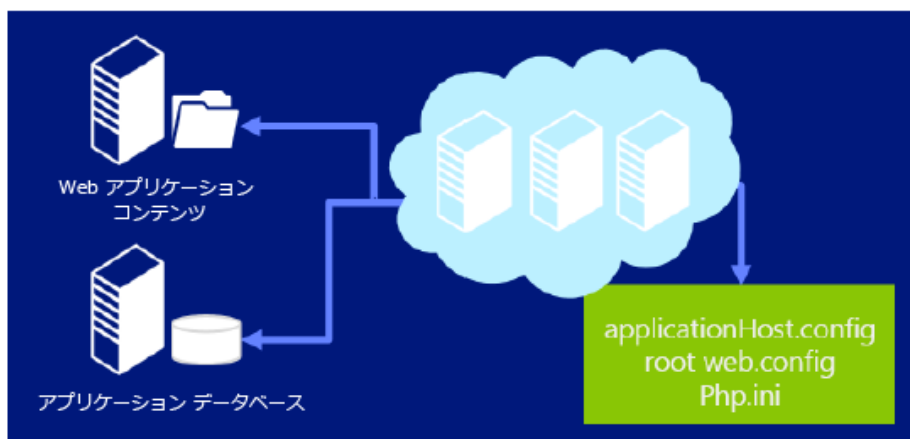 Web アプリケーション
コンテンツ
アプリケーション データベース
applicationHost.config
root web.config
Php.ini